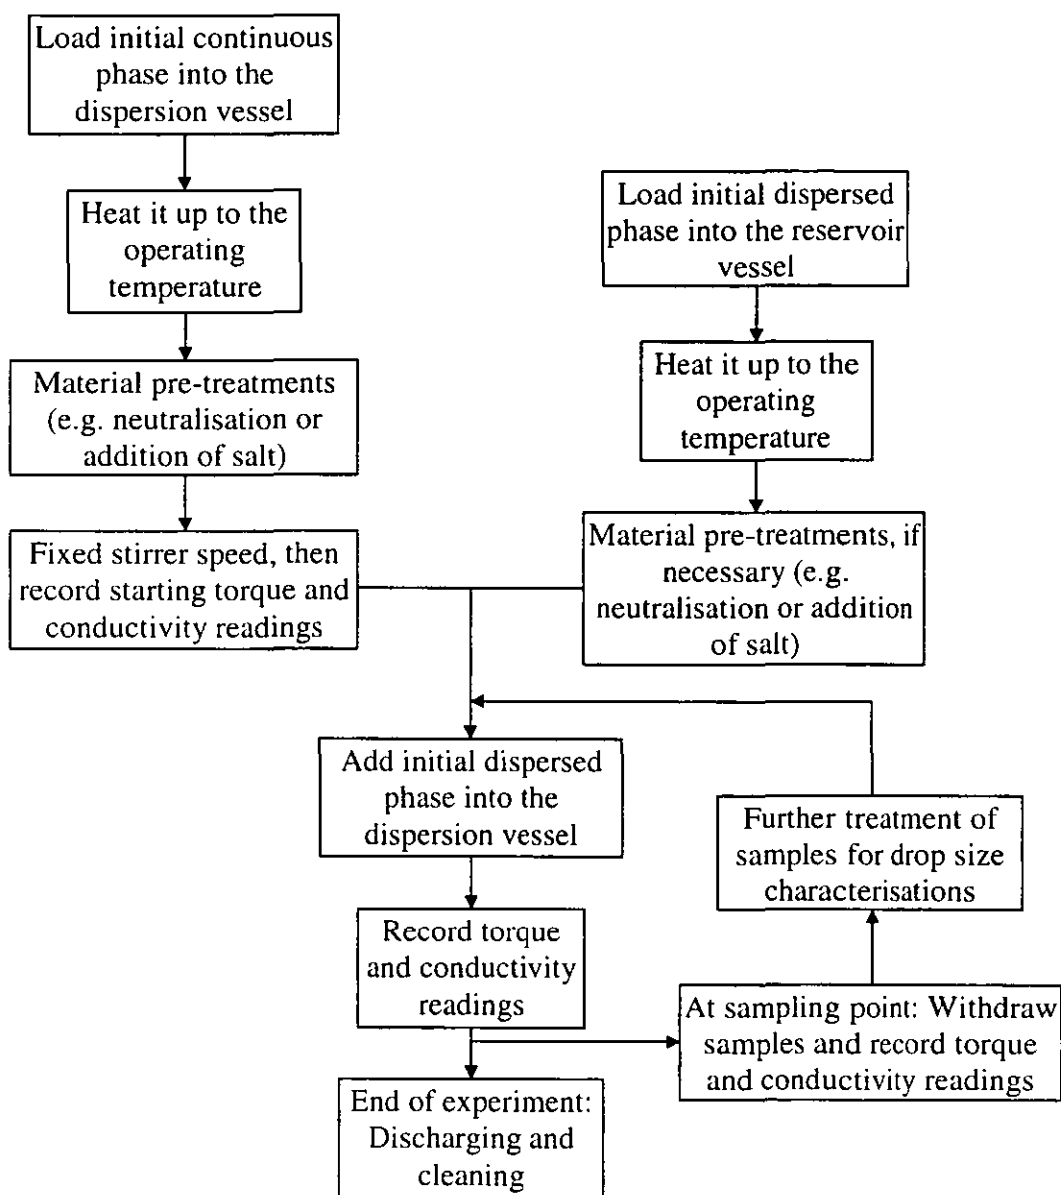 Load initial continuous
phase into the
dispersion vessel
Heat it up to the
operating
temperature
Material pre-treatments
(e.g. neutralisation or
addition of salt)
Fixed stirrer speed, then
record starting torque and
conductivity readings
Load initial dispersed
phase into the reservoir
vessel
Heat it up to the
operating
temperature
Material pre-treatments, if
necessary (e.g.
neutralisation or addition
of salt)
Add initial dispersed
phase into the
dispersion vessel
Record torque
and conductivity
readings
At sampling point: Withdraw
samples and record torque
and conductivity readings
Further treatment of
samples for drop size
characterisations
End of experiment:
Discharging and
cleaning